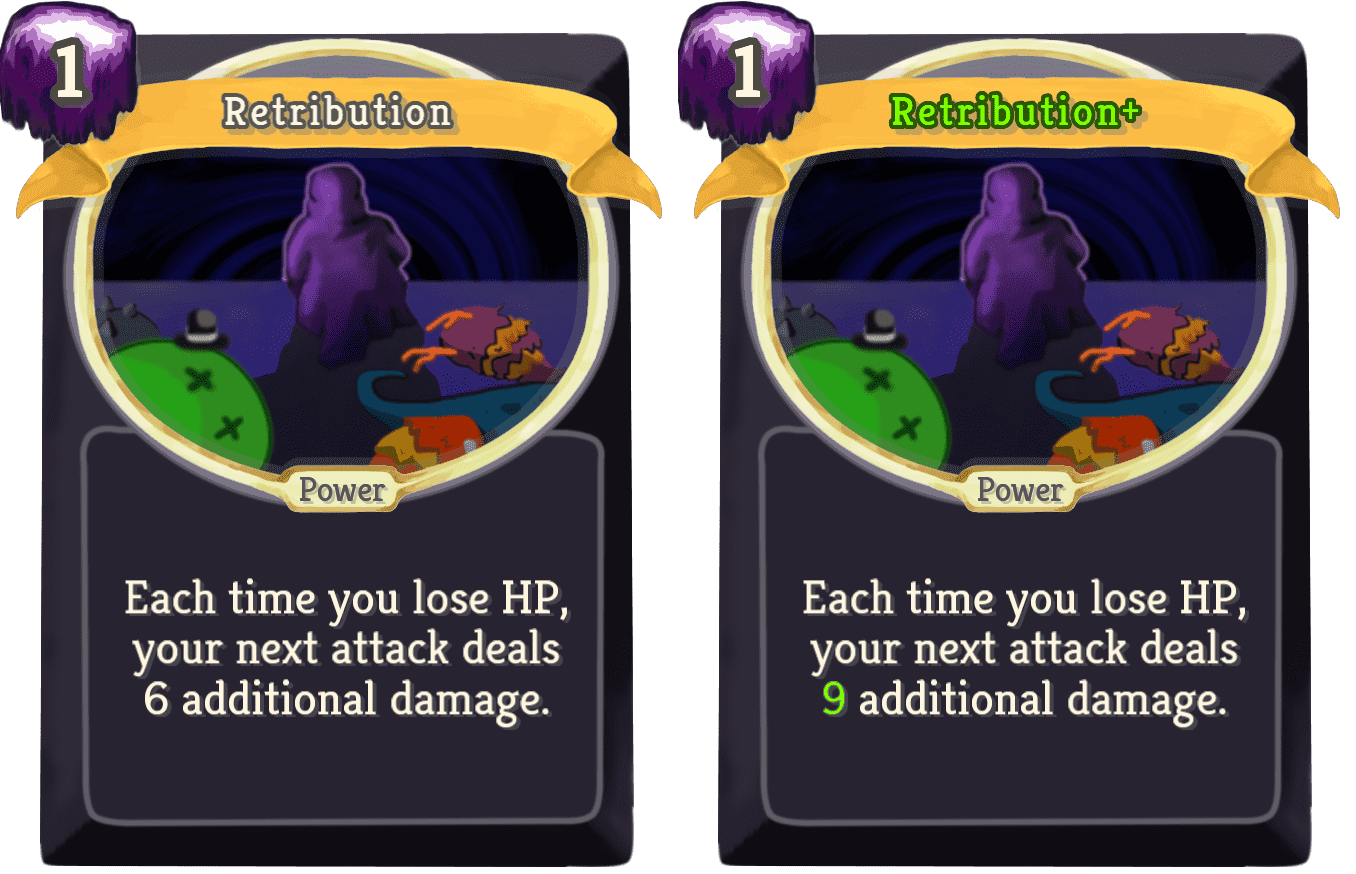 1
Retribution
Power
Each time you lose HP,
your next attack deals
6 additional damage.
1
Retribution+
Power
Each time you lose HP,
your next attack deals
9 additional damage.